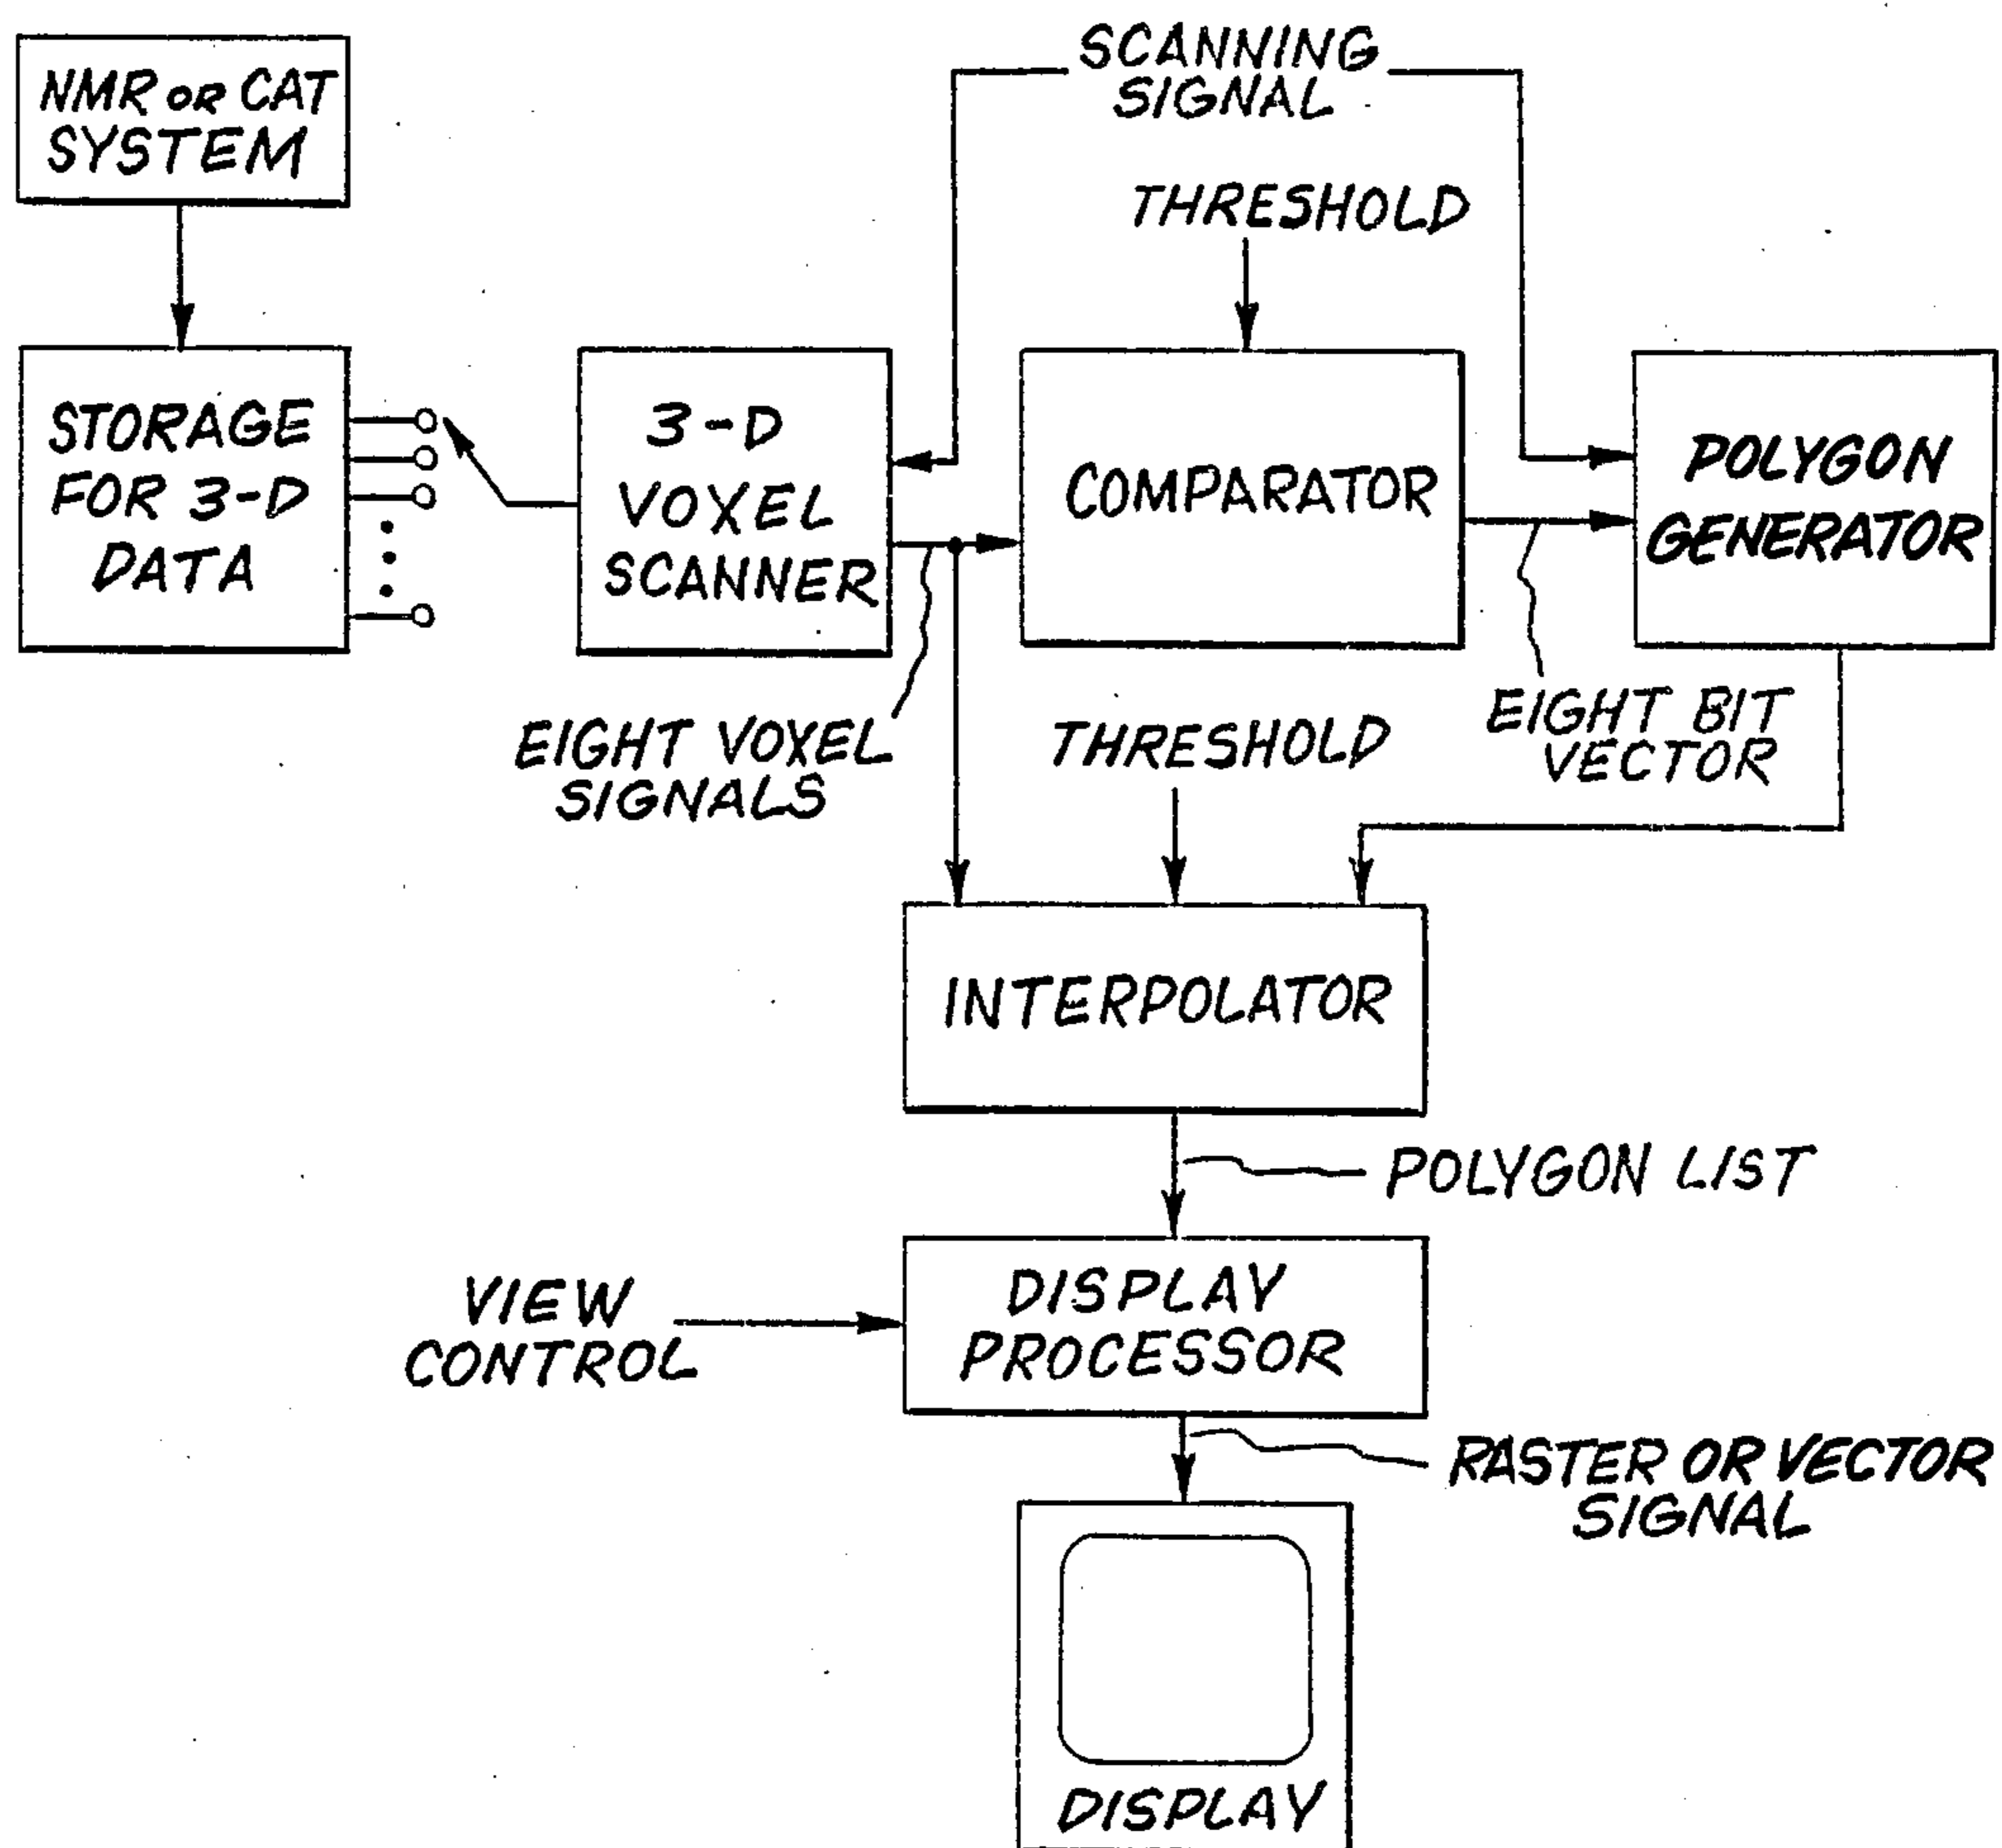 NMR OR CAT
SYSTEM
SCANNING
SIGNAL
THRESHOLD
STORAGE
FOR 3-D
DATA
3-D
VOXEL
SCANNER
COMPARATOR
POLYGON
GENERATOR
EIGHT VOXEL
SIGNALS
THRESHOLD
EIGHT BIT
VECTOR
INTERPOLATOR
POLYGON LIST
VIEW
CONTROL
DISPLAY
PROCESSOR
RASTER OR VECTOR
SIGNAL
DISPLAY